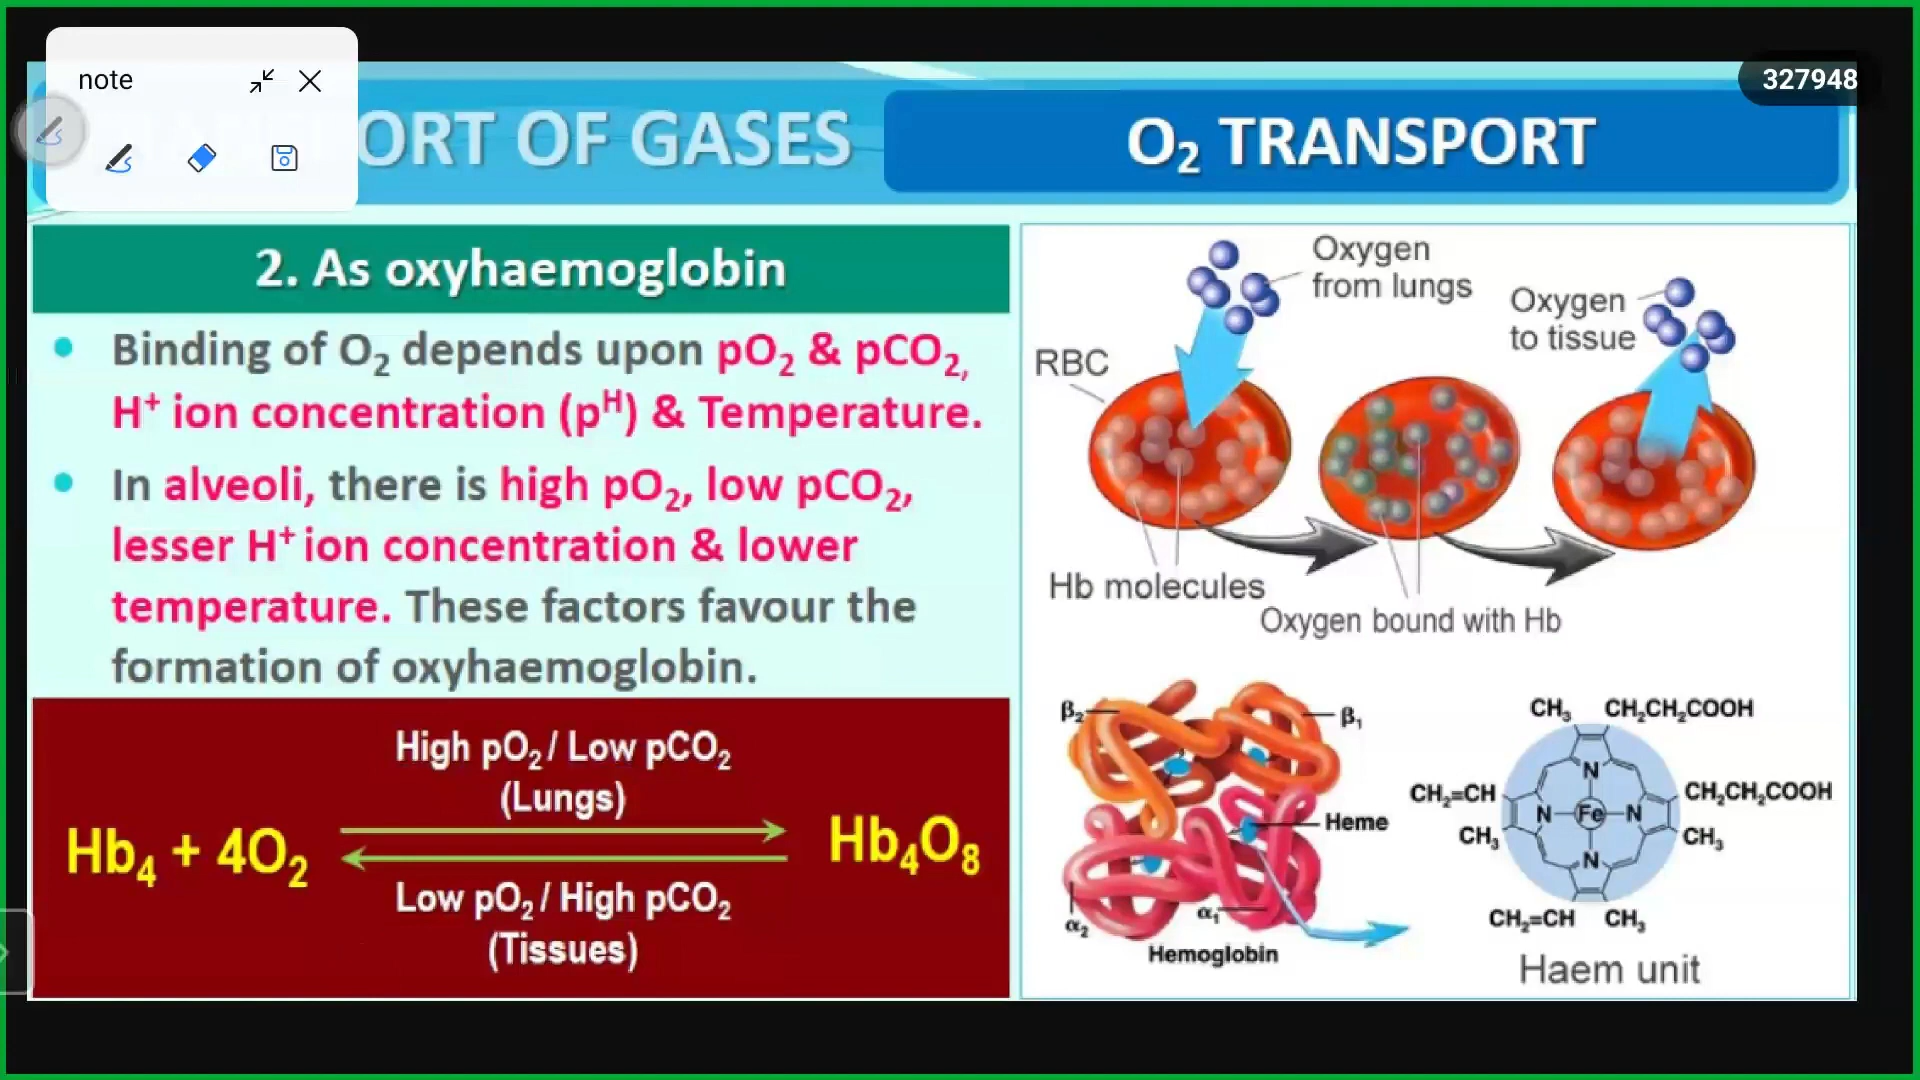 note
327948
ORT OF GASES
O₂ TRANSPORT
2. As oxyhaemoglobin
• Binding of O₂ depends upon pO₂ & pCO₂,
H⁺ ion concentration (pᴴ) & Temperature.
• In alveoli, there is high pO₂, low pCO₂,
lesser H⁺ ion concentration & lower
temperature. These factors favour the
formation of oxyhaemoglobin.
High pO₂ / Low pCO₂
(Lungs)
Hb₄ + 4O₂
Hb₄O₈
Low pO₂ / High pCO₂
(Tissues)
Oxygen
from lungs
Oxygen
to tissue
RBC
Hb molecules
Oxygen bound with Hb
β₂
β₁
Heme
α₁
α₂
Hemoglobin
CH₃ CH₂CH₂COOH
N
CH₂=CH CH₂CH₂COOH
N Fe N
CH₃ CH₃
N
CH₂=CH CH₃
Haem unit